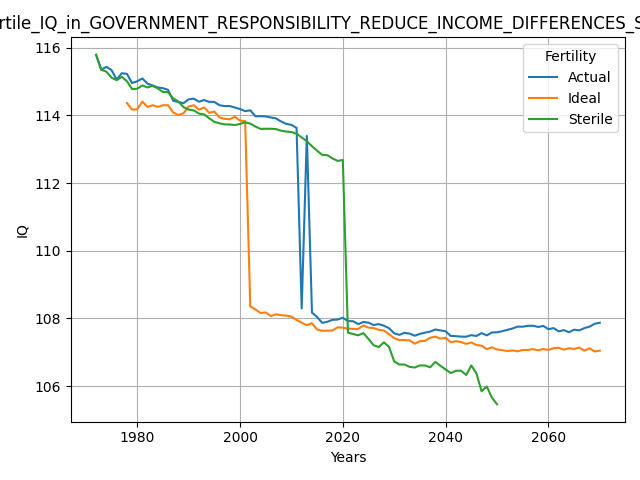 rtile_IQ_in_GOVERNMENT_RESPONSIBILITY_REDUCE_INCOME_DIFFERENCES_S
Fertility
Actual
Ideal
Sterile
IQ
116
114
112
110
108
106
1980
2000
2020
2040
2060
Years